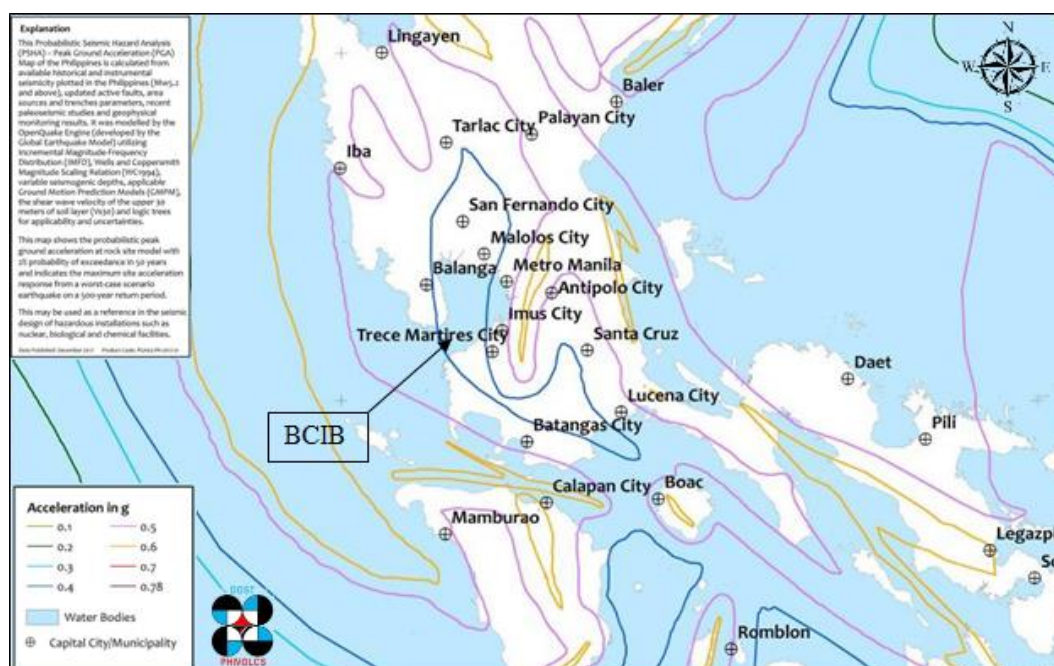 Explanation
This Probabilistic Seismic Hazard Analysis
(PSHA) – Peak Ground Acceleration (PGA)
Map of the Philippines is calculated from
available historical and instrumental
seismicity plotted in the Philippines (Mw5.2
and above), updated active faults, area
sources and trenches parameters, recent
paleoseismic studies and geophysical
monitoring results. It was modelled by the
OpenQuake Engine (developed by the
Global Earthquake Model) utilizing
Incremental Magnitude-Frequency
Distribution (IMFD), Wells and Coppersmith
Magnitude Scaling Relation (WC1994),
variable seismogenic depths, applicable
Ground Motion Prediction Models (GMPM),
the shear wave velocity of the upper 30
meters of soil layer (Vs30) and logic trees
for applicability and uncertainties.
This map shows the probabilistic peak
ground acceleration at rock site model with
2% probability of exceedance in 50 years
and indicates the maximum site acceleration
response from a worst-case scenario
earthquake on a 500-year return period.
This may be used as a reference in the seismic
design of hazardous installations such as
nuclear, biological and chemical facilities.
Date Published: December 2017
N
W
E
S
Lingayen
Baler
Palayan City
Tarlac City
Iba
San Fernando City
Malolos City
Metro Manila
Balanga
Antipolo City
Imus City
Trece Martires City
Santa Cruz
Daet
Lucena City
Pili
Batangas City
BCIB
Calapan City
Boac
Mamburao
Legazp
Romblon
Acceleration in g
0.1
0.5
0.2
0.6
0.3
0.7
0.4
0.78
Water Bodies
Capital City/Municipality
DOST
PHIVOLCS